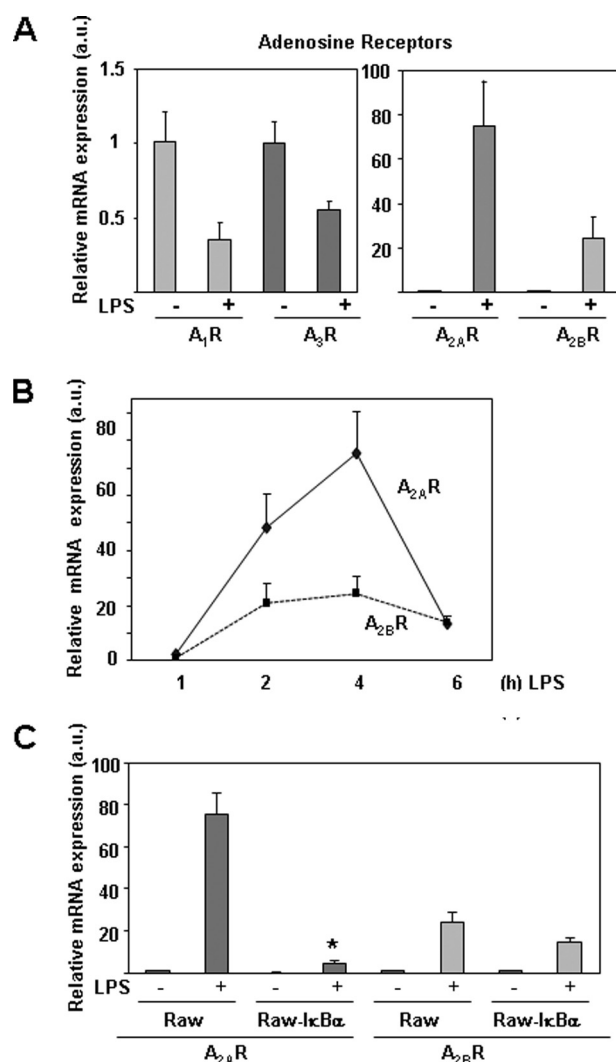 A
Adenosine Receptors
Relative mRNA expression (a.u.)
1.5
1
0.5
100
80
60
40
20
LPS - + - + - + - +
A₁R A₃R A₂AR A₂BR
B
Relative mRNA expression (a.u.)
80
60
40
20
0
A₂AR
A₂BR
1 2 4 6 (h) LPS
C
Relative mRNA expression (a.u.)
100
80
60
40
20
*
LPS - + - + - + - +
Raw Raw-IκBα Raw Raw-IκBα
A₂AR A₂BR